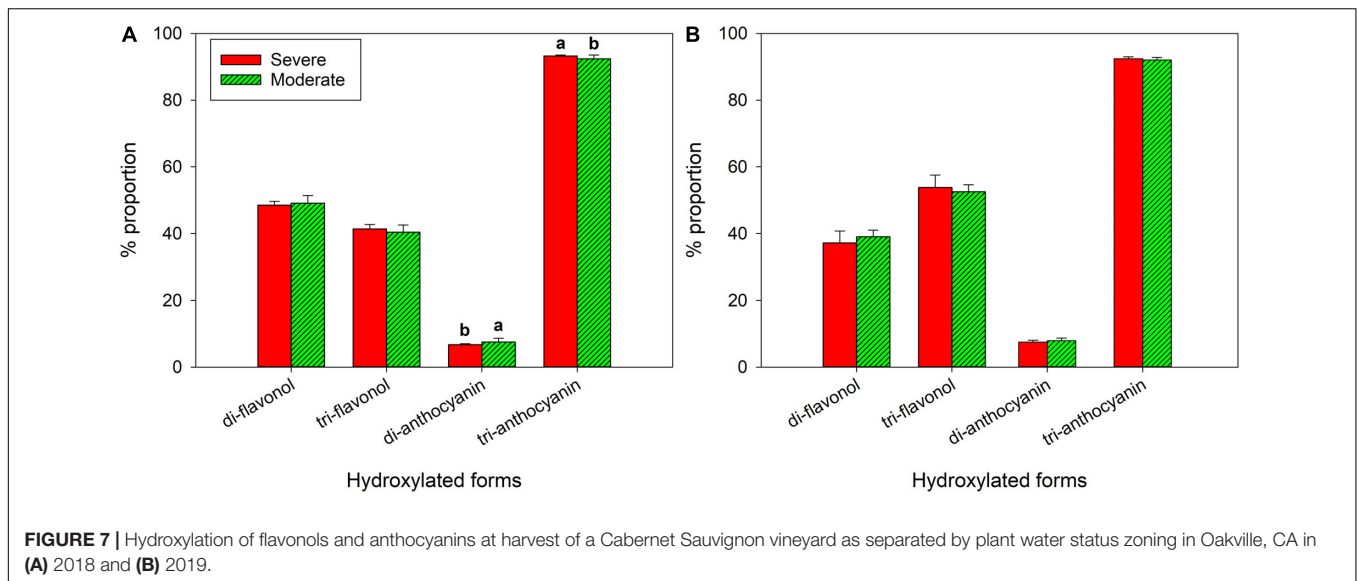 A
Severe
Moderate
a b
b a
100
80
60
40
20
0
% proportion
di-flavonol
tri-flavonol
di-anthocyanin
tri-anthocyanin
Hydroxylated forms
B
100
80
60
40
20
0
% proportion
di-flavonol
tri-flavonol
di-anthocyanin
tri-anthocyanin
Hydroxylated forms
FIGURE 7 | Hydroxylation of flavonols and anthocyanins at harvest of a Cabernet Sauvignon vineyard as separated by plant water status zoning in Oakville, CA in
(A) 2018 and (B) 2019.